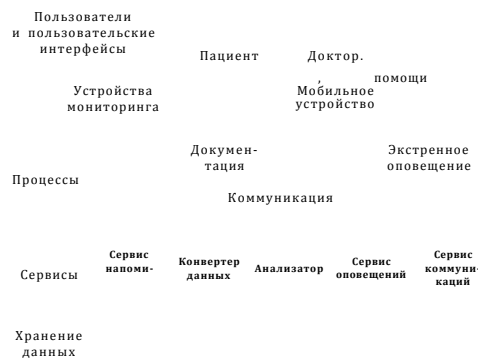 Пользователи
и пользовательские
интерфейсы
Пациент
Доктор.
, помощи
Устройства
мониторинга
Мобильное
устройство
Докумен-
тация
Экстренное
оповещение
Процессы
Коммуникация
Сервисы
Сервис
напоми-
Конвертер
данных
Анализатор
Сервис
оповещений
Сервис
коммуни-
каций
Хранение
данных